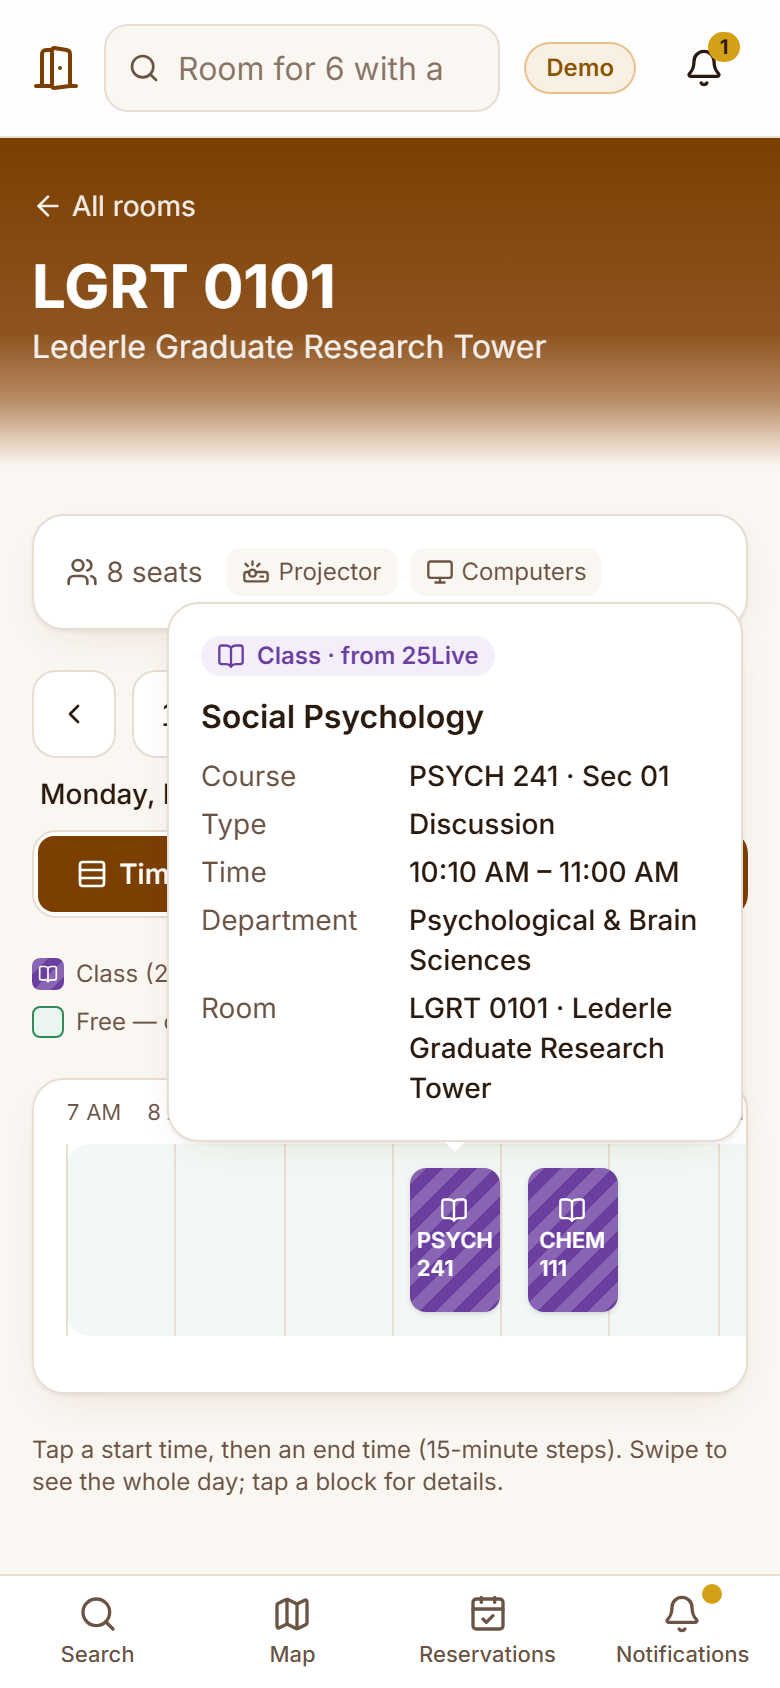 Room for 6 with a
Demo
1
All rooms
LGRT 0101
Lederle Graduate Research Tower
8 seats
Projector
Computers
Class · from 25Live
Social Psychology
Course PSYCH 241 · Sec 01
Type Discussion
Time 10:10 AM – 11:00 AM
Department Psychological & Brain
Sciences
Room LGRT 0101 · Lederle
Graduate Research
Tower
Monday,
Tim
Class (2
Free —
7 AM 8
PSYCH
241
CHEM
111
Tap a start time, then an end time (15-minute steps). Swipe to
see the whole day; tap a block for details.
Search
Map
Reservations
Notifications